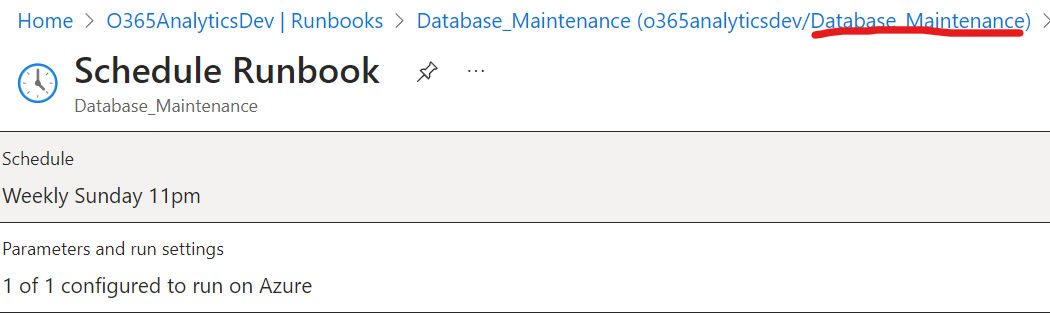 Home > O365AnalyticsDev | Runbooks > Database_Maintenance (o365analyticsdev/Database_Maintenance) >
Schedule Runbook ...
Database_Maintenance
Schedule
Weekly Sunday 11pm
Parameters and run settings
1 of 1 configured to run on Azure